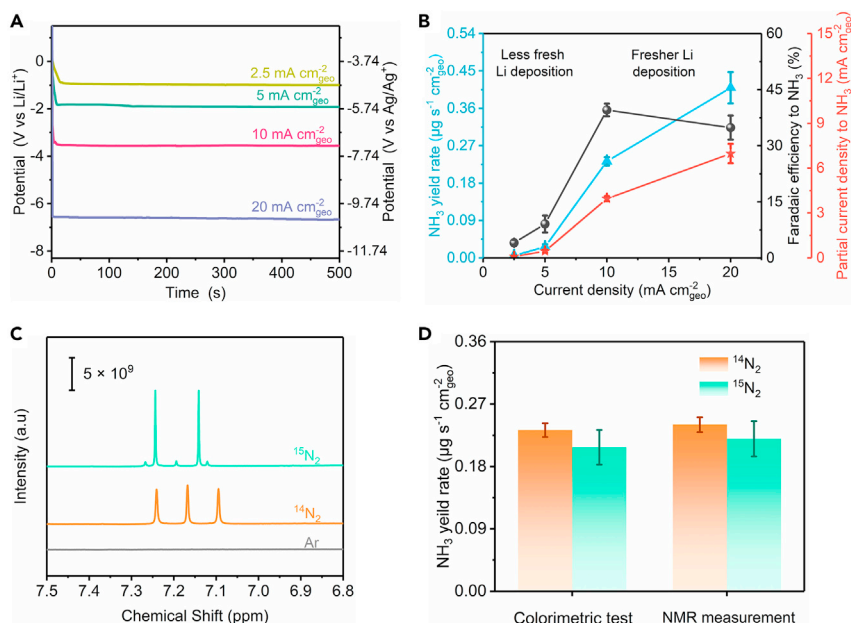 A
Potential (V vs Li/Li⁺)
0
-2
-4
-6
-8
2.5 mA cm⁻²geo
5 mA cm⁻²geo
10 mA cm⁻²geo
20 mA cm⁻²geo
-3.74
-5.74
-7.74
-9.74
-11.74
Potential (V vs Ag/Ag⁺)
0 100 200 300 400 500
Time (s)
B
NH₃ yield rate (µg s⁻¹ cm⁻²geo)
0.54
0.45
0.36
0.27
0.18
0.09
0.00
Less fresh
Li deposition
Fresher Li
deposition
60
45
30
15
0
Faradaic efficiency to NH₃ (%)
15
12
9
6
3
0
Partial current density to NH₃ (mA cm⁻²geo)
0 5 10 15 20
Current density (mA cm⁻²geo)
C
Intensity (a.u)
5 × 10⁹
¹⁵N₂
¹⁴N₂
Ar
7.5 7.4 7.3 7.2 7.1 7.0 6.9 6.8
Chemical Shift (ppm)
D
NH₃ yeild rate (µg s⁻¹ cm⁻²geo)
0.36
0.27
0.18
0.09
0.00
¹⁴N₂
¹⁵N₂
Colorimetric test NMR measurement